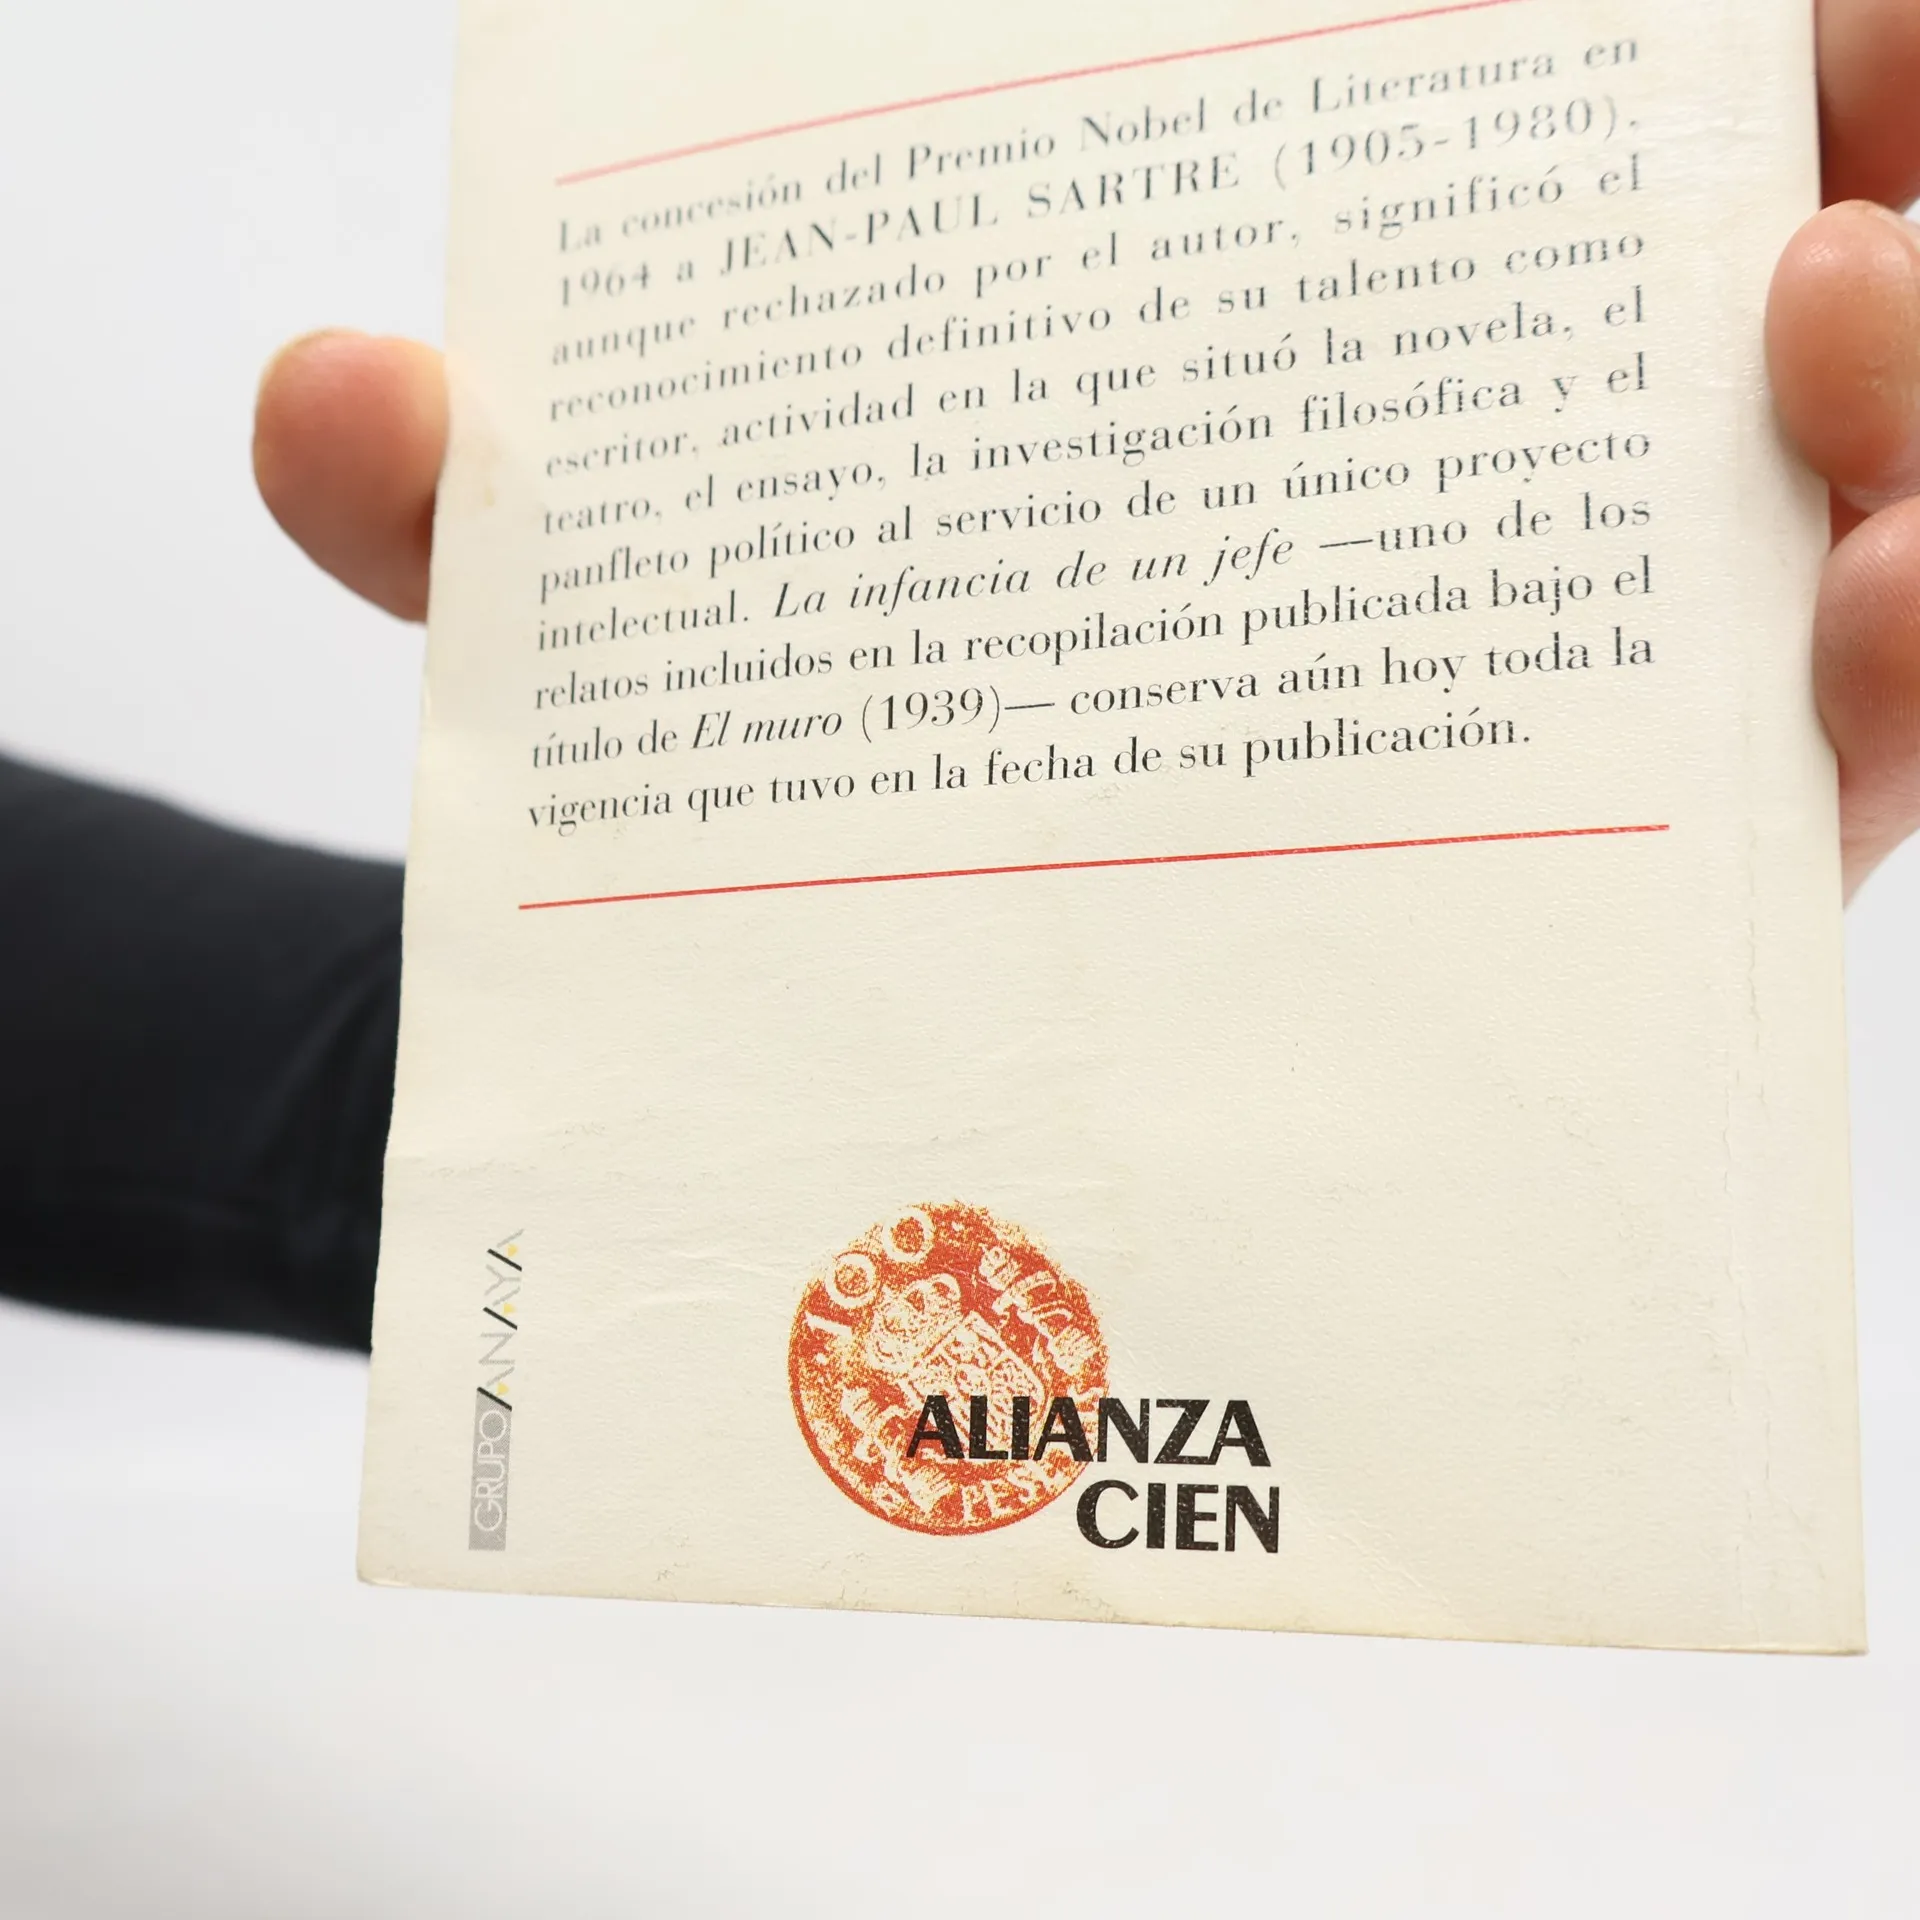 La concesión del Premio Nobel de Literatura en
1964 a JEAN-PAUL SARTRE (1905-1980),
aunque rechazado por el autor, significó el
reconocimiento definitivo de su talento como
escritor, actividad en la que situó la novela, el
teatro, el ensayo, la investigación filosófica y el
panfleto político al servicio de un único proyecto
intelectual. La infancia de un jefe —uno de los
relatos incluidos en la recopilación publicada bajo el
título de El muro (1939)— conserva aún hoy toda la
vigencia que tuvo en la fecha de su publicación.
GRUPO ANAYA
100
ALIANZA
CIEN